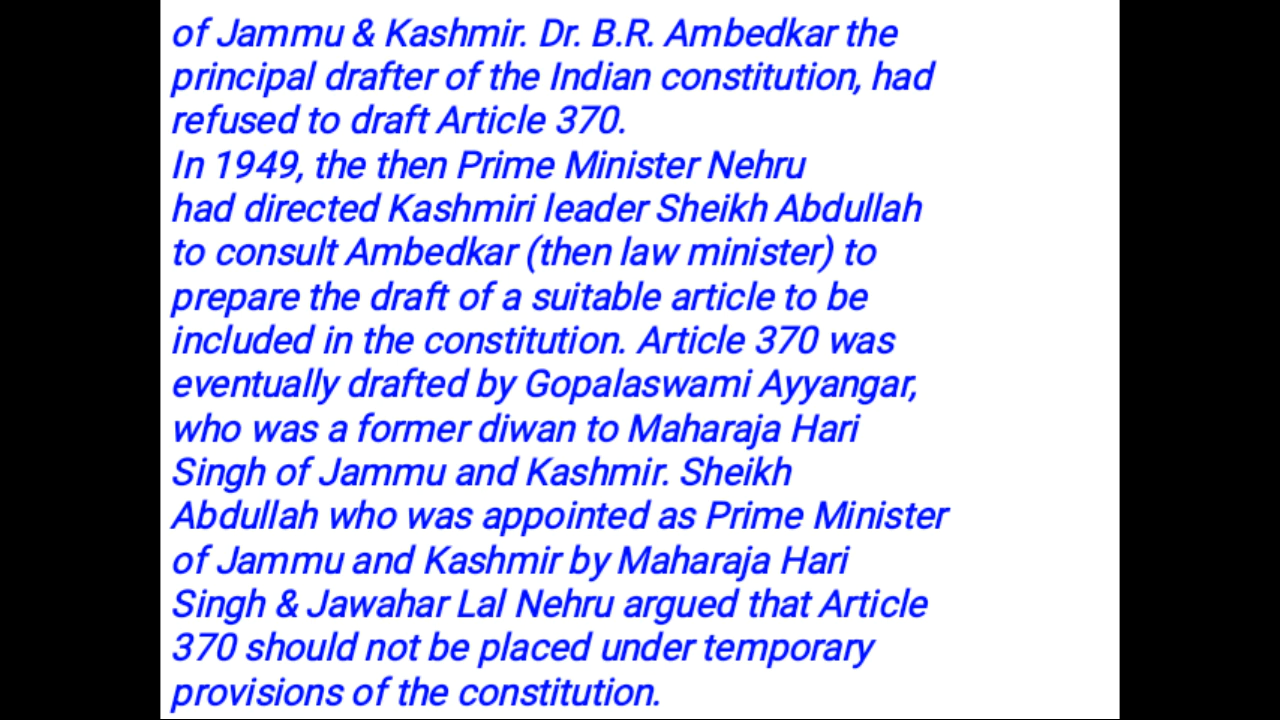 of Jammu & Kashmir. Dr. B.R. Ambedkar the
principal drafter of the Indian constitution, had
refused to draft Article 370.
In 1949, the then Prime Minister Nehru
had directed Kashmiri leader Sheikh Abdullah
to consult Ambedkar (then law minister) to
prepare the draft of a suitable article to be
included in the constitution. Article 370 was
eventually drafted by Gopalaswami Ayyangar,
who was a former diwan to Maharaja Hari
Singh of Jammu and Kashmir. Sheikh
Abdullah who was appointed as Prime Minister
of Jammu and Kashmir by Maharaja Hari
Singh & Jawahar Lal Nehru argued that Article
370 should not be placed under temporary
provisions of the constitution.